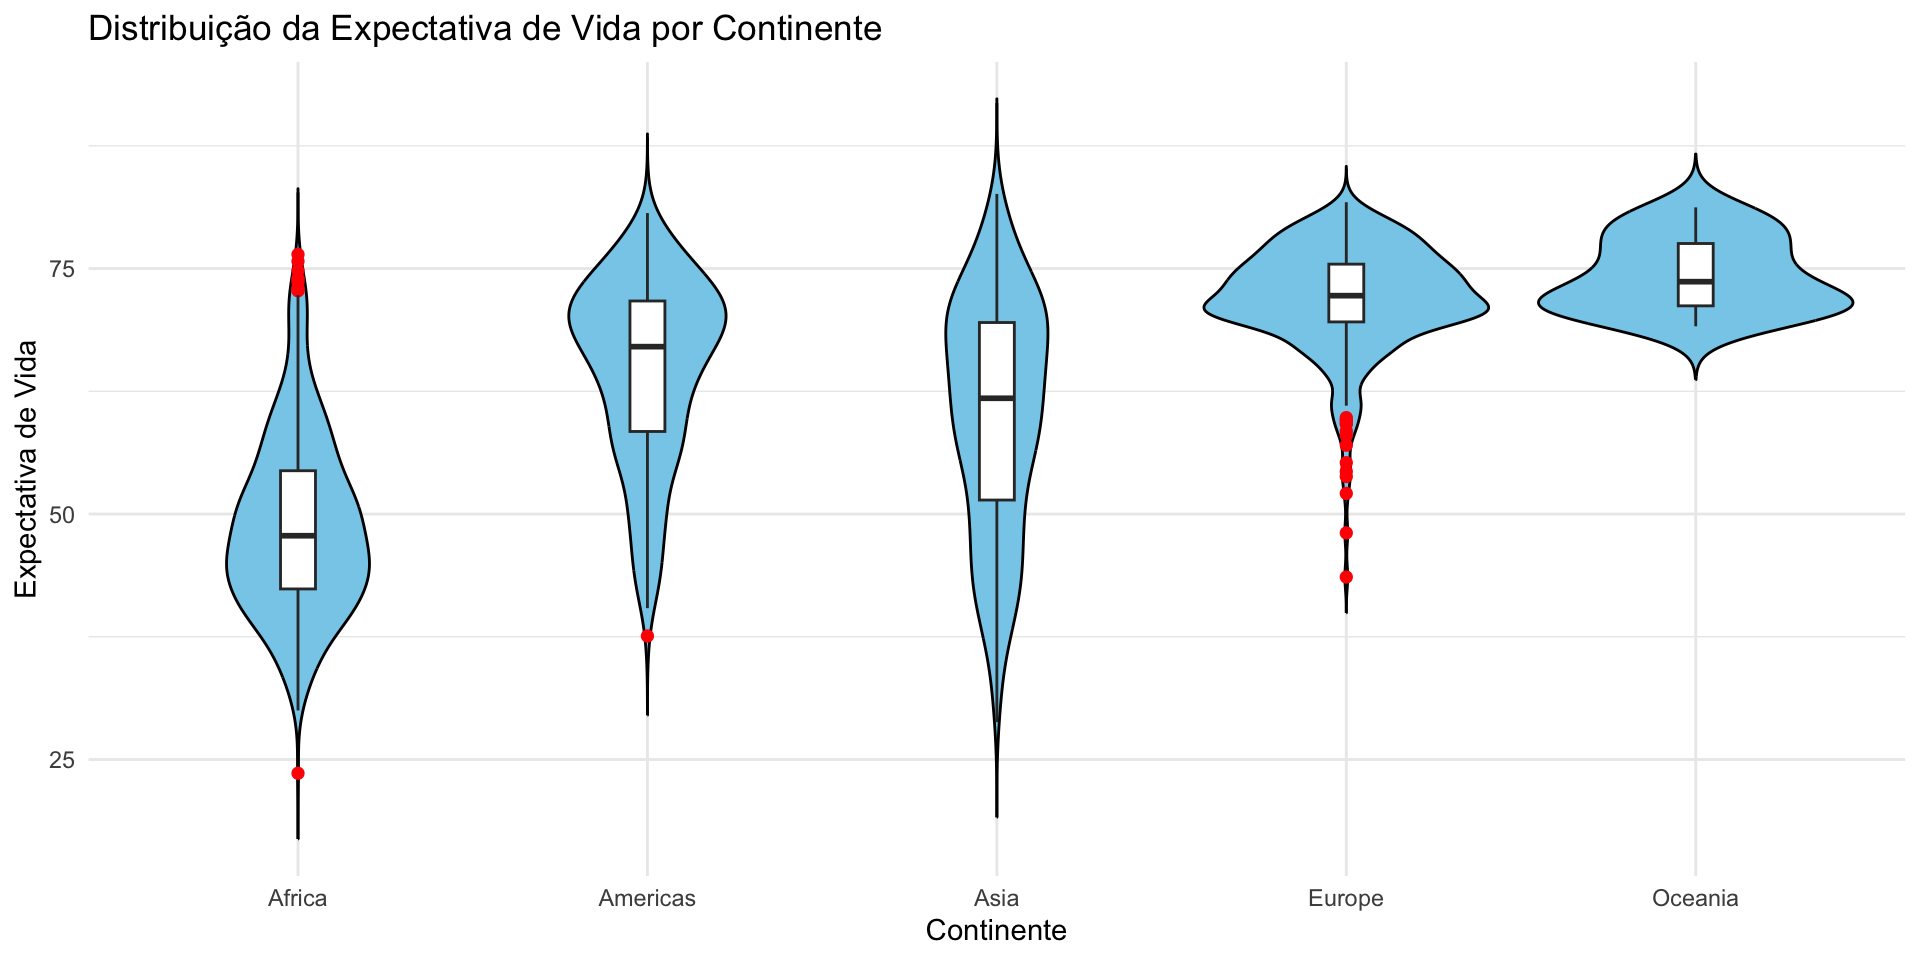 Distribuição da Expectativa de Vida por Continente
Expectativa de Vida
75
50
25
Africa
Americas
Asia
Europe
Oceania
Continente